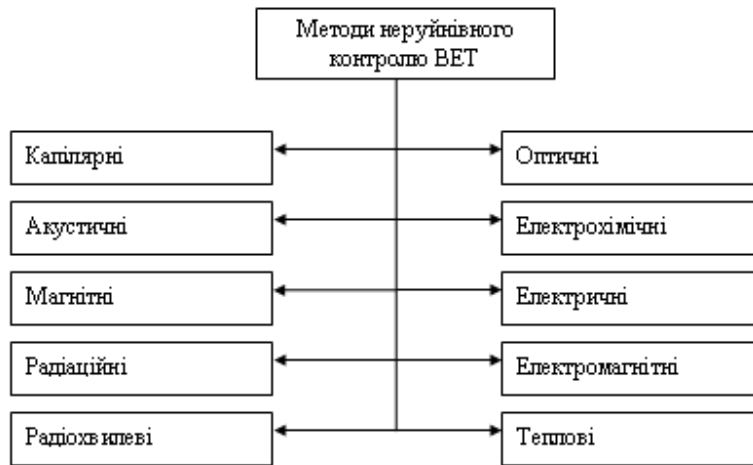 Методи неруйнівного
контролю ВЕТ
Капілярні
Оптичні
Акустичні
Електрохімічні
Магнітні
Електричні
Радіаційні
Електромагнітні
Радіохвилеві
Теплові